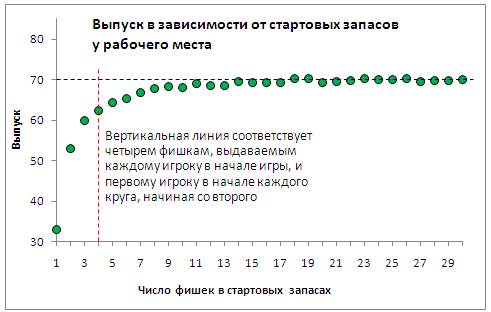 Выпуск в зависимости от стартовых запасов
у рабочего места
80
70
60
50
40
30
Выпуск
Вертикальная линия соответствует
четырем фишкам, выдаваемым
каждому игроку в начале игры, и
первому игроку в начале каждого
круга, начиная со второго
1 3 5 7 9 11 13 15 17 19 21 23 25 27 29
Число фишек в стартовых запасах